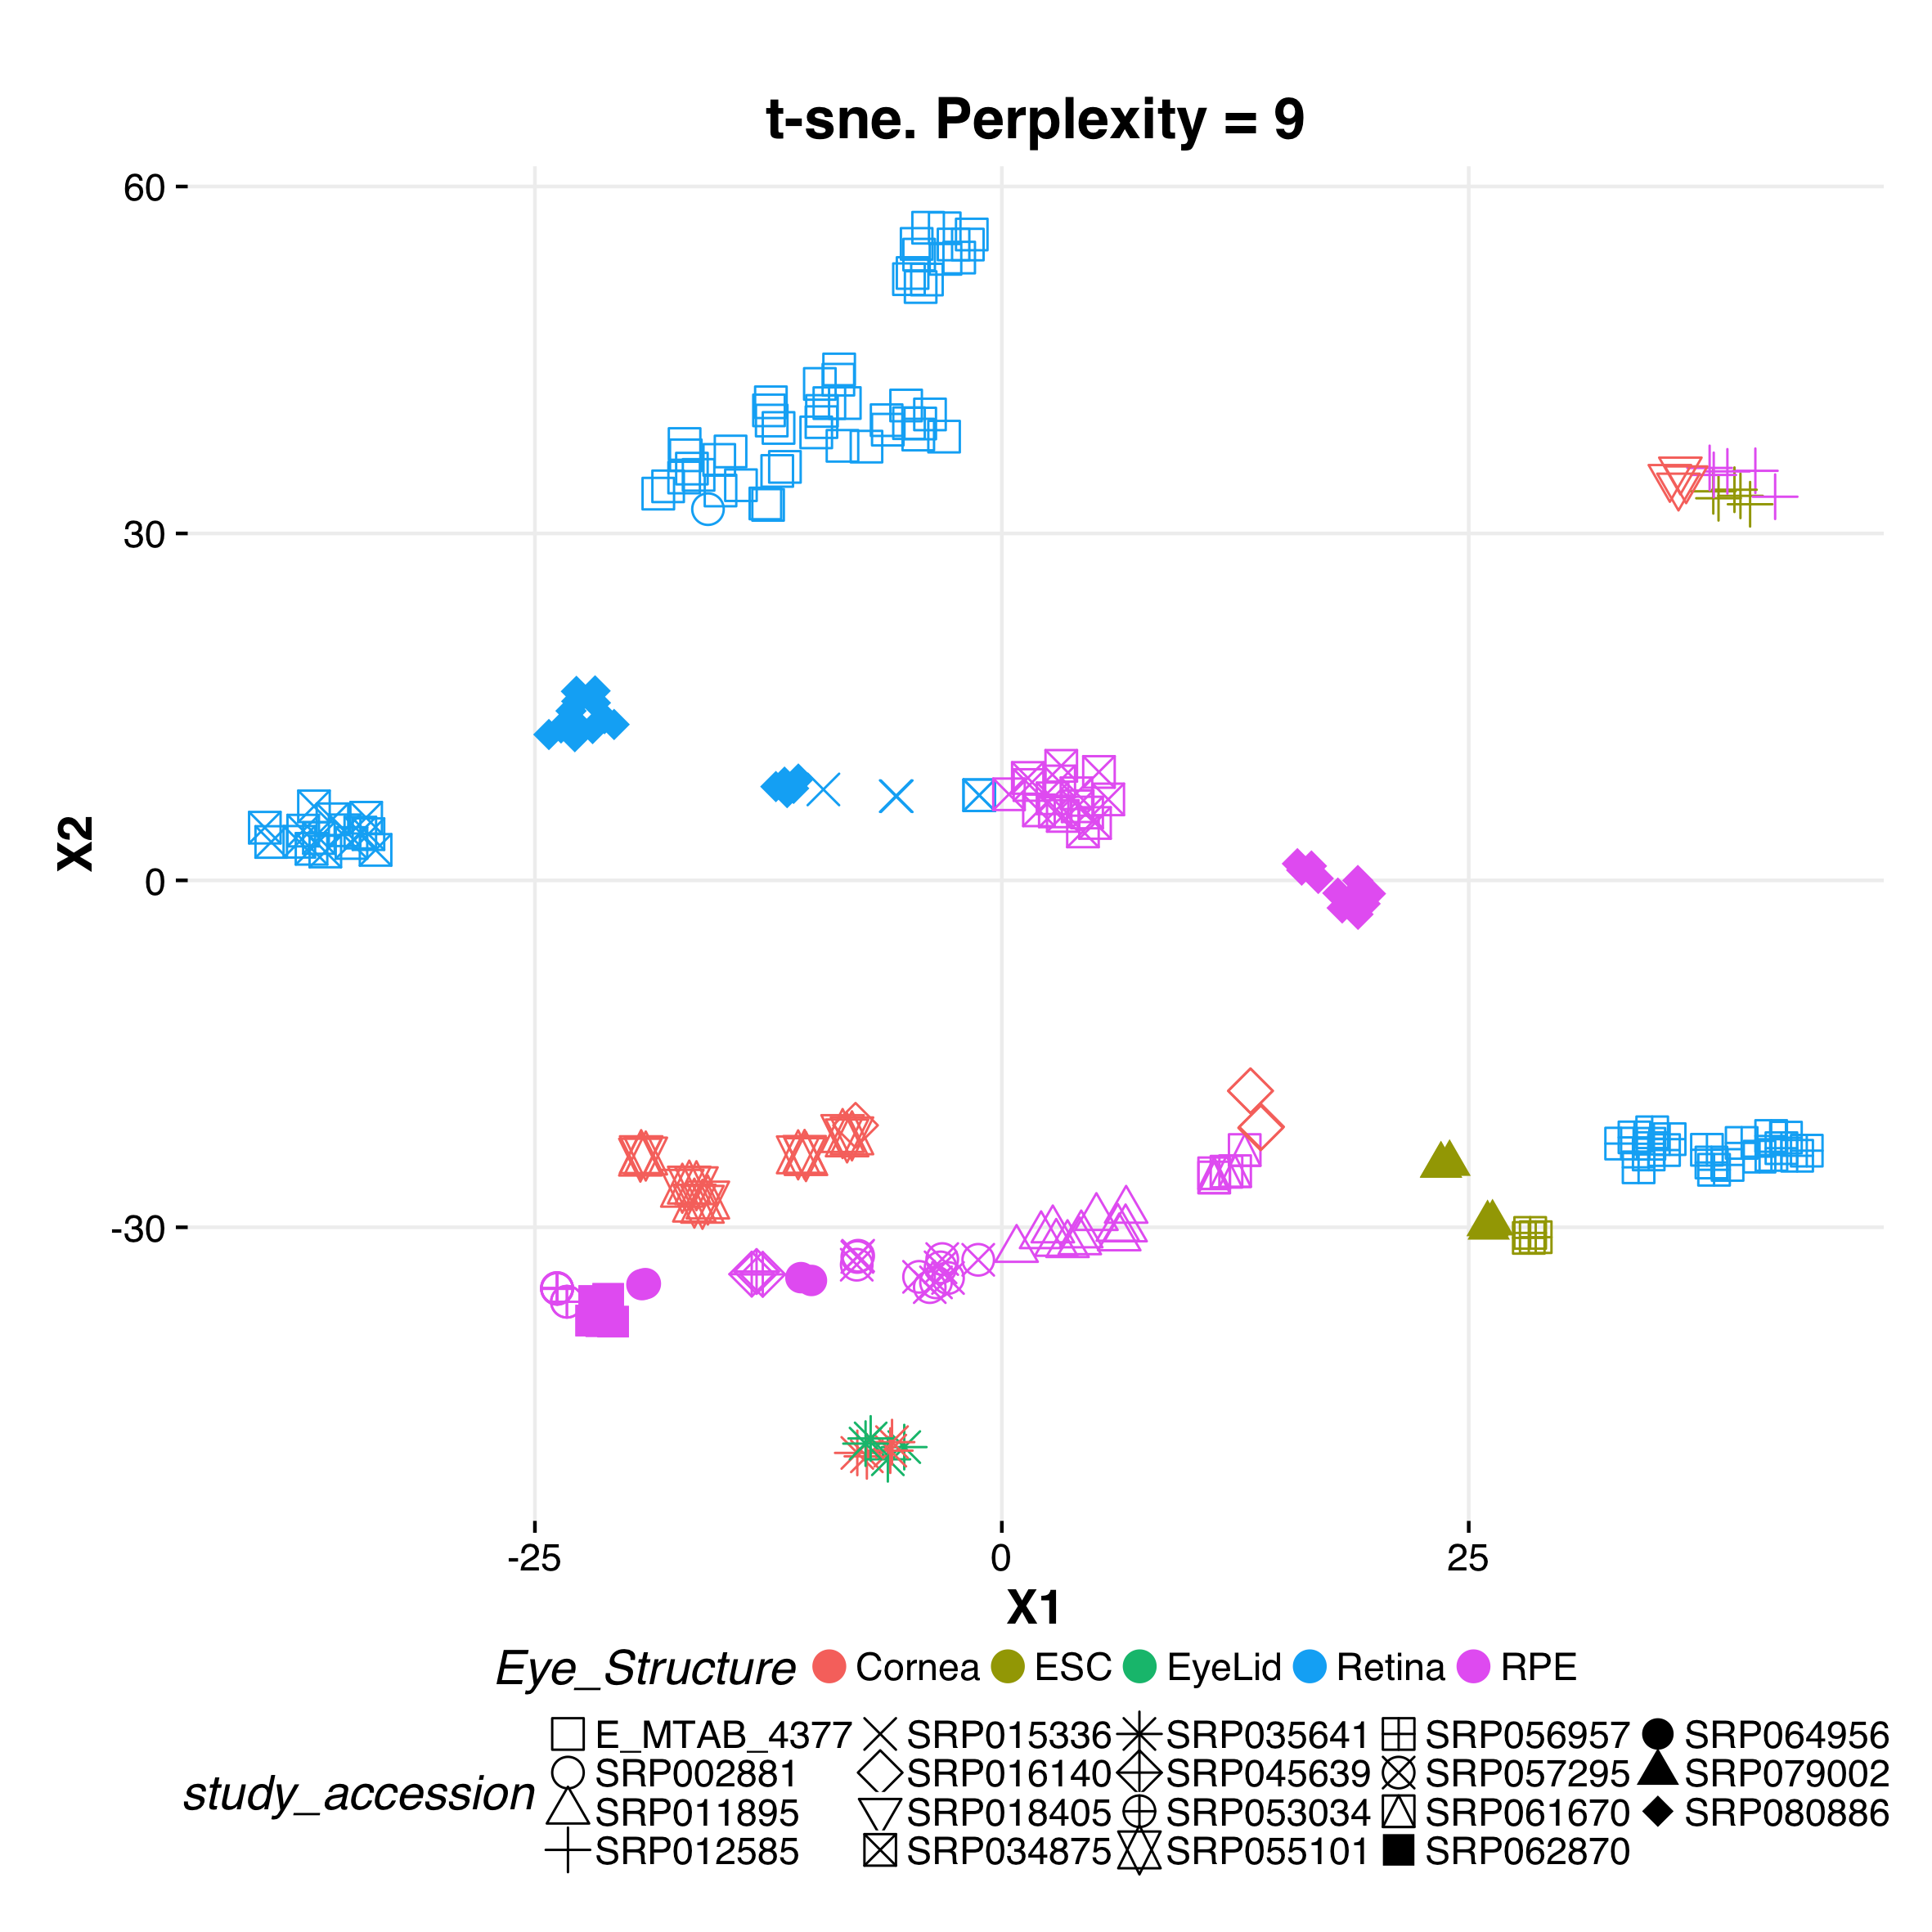 t-sne. Perplexity = 9
60
30
0
-30
X2
-25 0 25
X1
Eye_Structure Cornea ESC EyeLid Retina RPE
E_MTAB_4377 SRP015336 SRP035641 SRP056957 SRP064956
SRP002881 SRP016140 SRP045639 SRP057295 SRP079002
study_accession
SRP011895 SRP018405 SRP053034 SRP061670 SRP080886
SRP012585 SRP034875 SRP055101 SRP062870